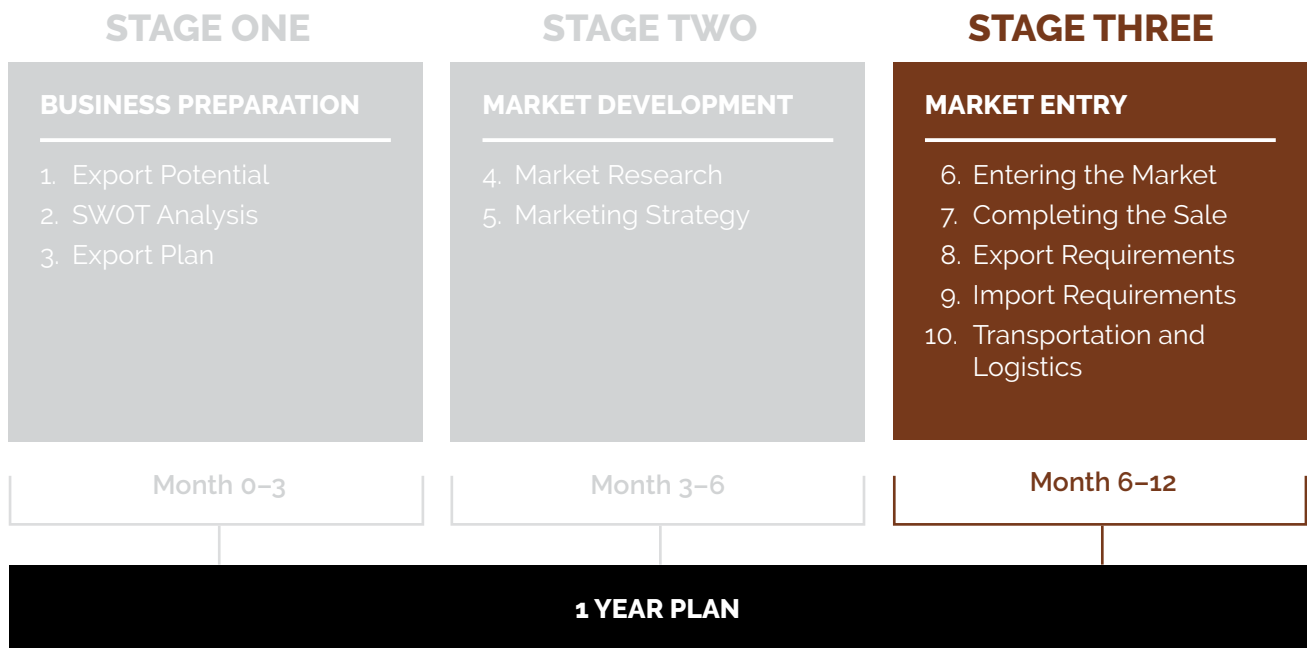 STAGE ONE
BUSINESS PREPARATION
1. Export Potential
2. SWOT Analysis
3. Export Plan
Month 0–3
STAGE TWO
MARKET DEVELOPMENT
4. Market Research
5. Marketing Strategy
Month 3–6
STAGE THREE
MARKET ENTRY
6. Entering the Market
7. Completing the Sale
8. Export Requirements
9. Import Requirements
10. Transportation and
Logistics
Month 6–12
1 YEAR PLAN